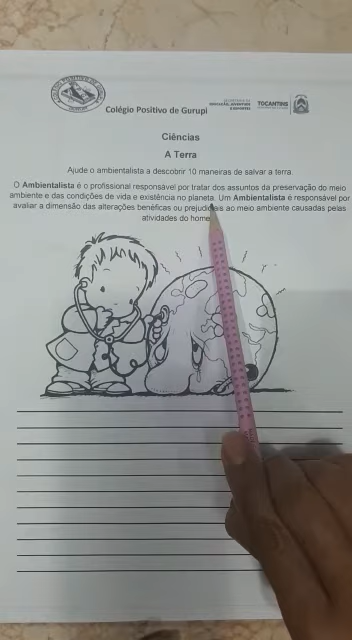 Colégio Positivo de Gurupi
TOCANTINS
Ciências
A Terra
Ajude o ambientalista a descobrir 10 maneiras de salvar a terra.
O Ambientalista é o profissional responsável por tratar dos assuntos da preservação do meio
ambiente e das condições de vida e existência no planeta. Um Ambientalista é responsável por
avaliar a dimensão das alterações benéficas ou ao meio ambiente causadas pelas
atividades do home